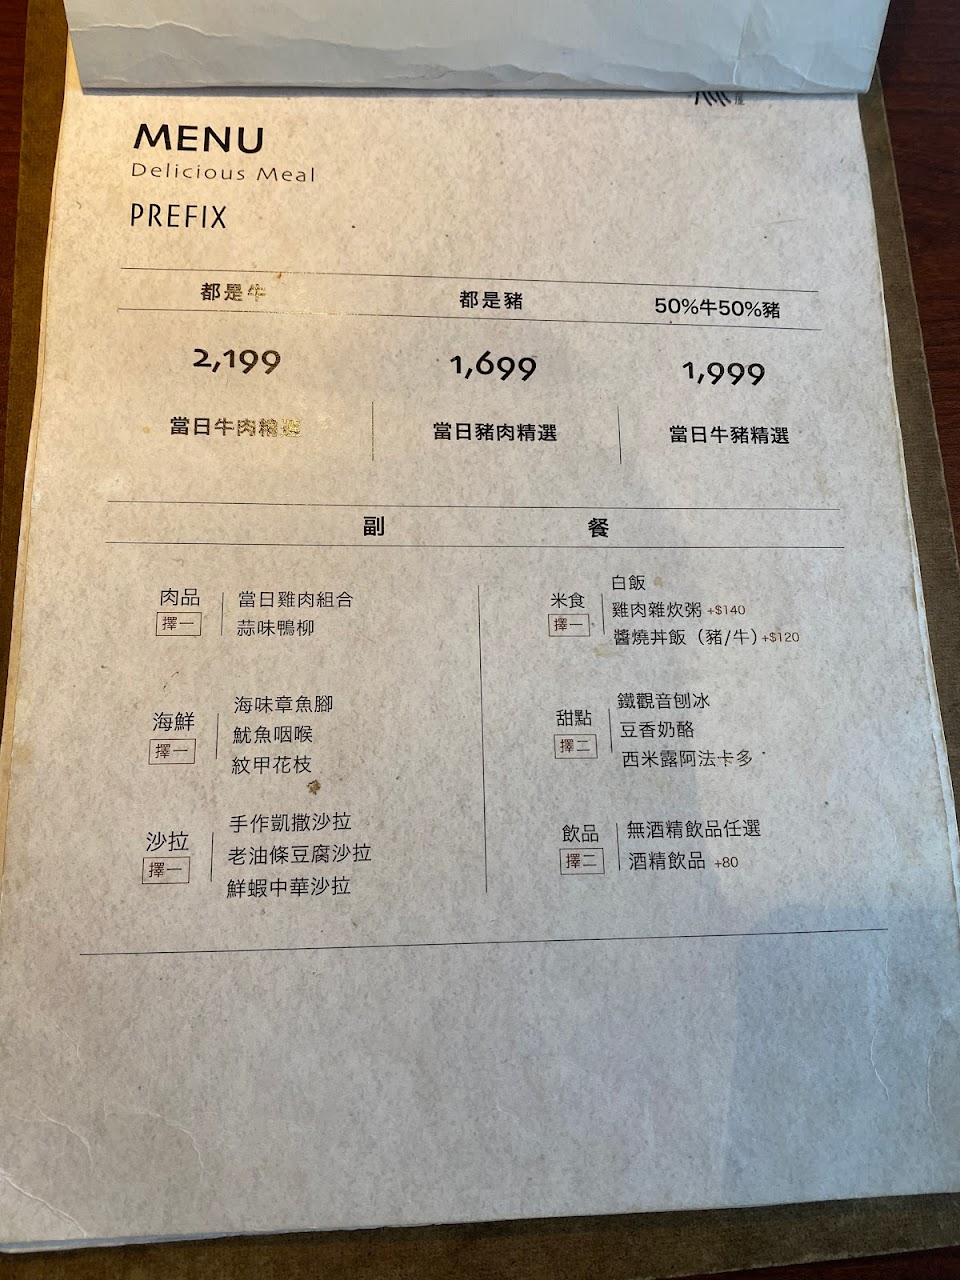 MENU
Delicious Meal
PREFIX
都是牛 都是豬 50%牛50%豬
2,199 1,699 1,999
當日牛肉精選 當日豬肉精選 當日牛豬精選
副 餐
肉品
擇一
當日雞肉組合
蒜味鴨柳
海鮮
擇一
海味章魚腳
魷魚咽喉
紋甲花枝
沙拉
擇一
手作凱撒沙拉
老油條豆腐沙拉
鮮蝦中華沙拉
米食
擇一
白飯
雞肉雜炊粥 +$140
醬燒丼飯（豬/牛）+$120
甜點
擇二
鐵觀音刨冰
豆香奶酪
西米露阿法卡多
飲品
擇二
無酒精飲品任選
酒精飲品 +80